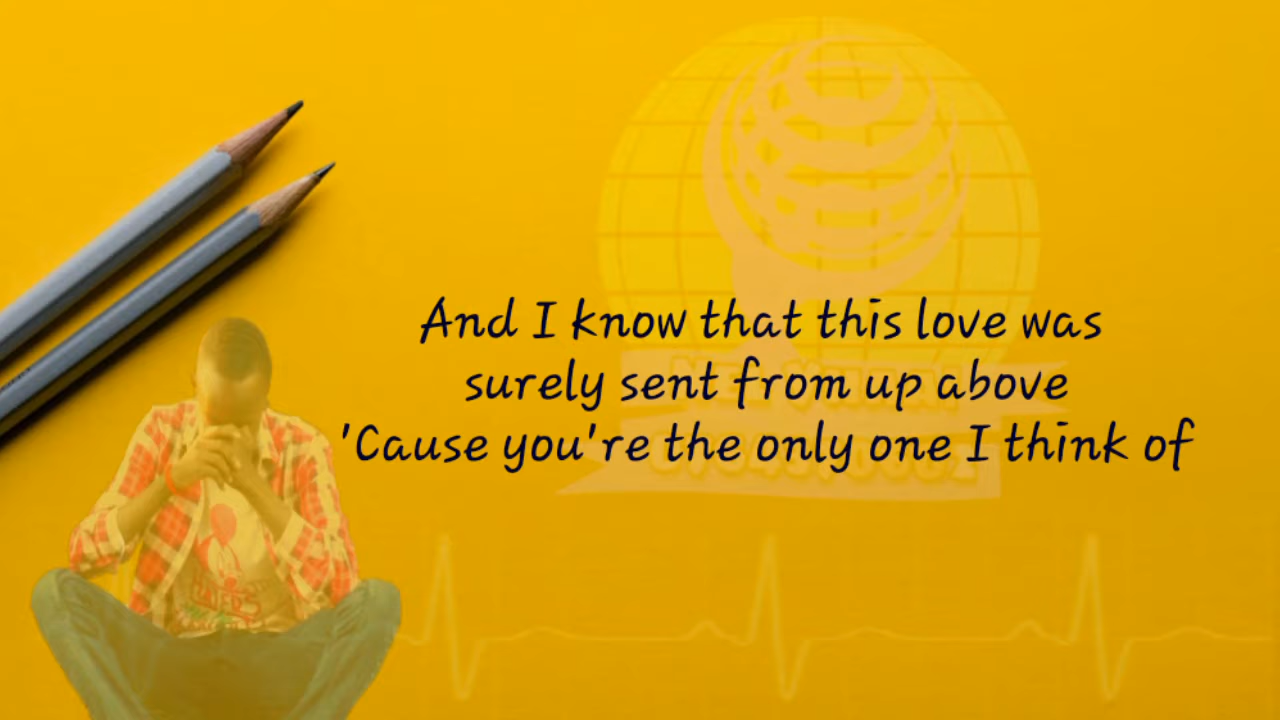 And I know that this love was
surely sent from up above
'Cause you're the only one I think of